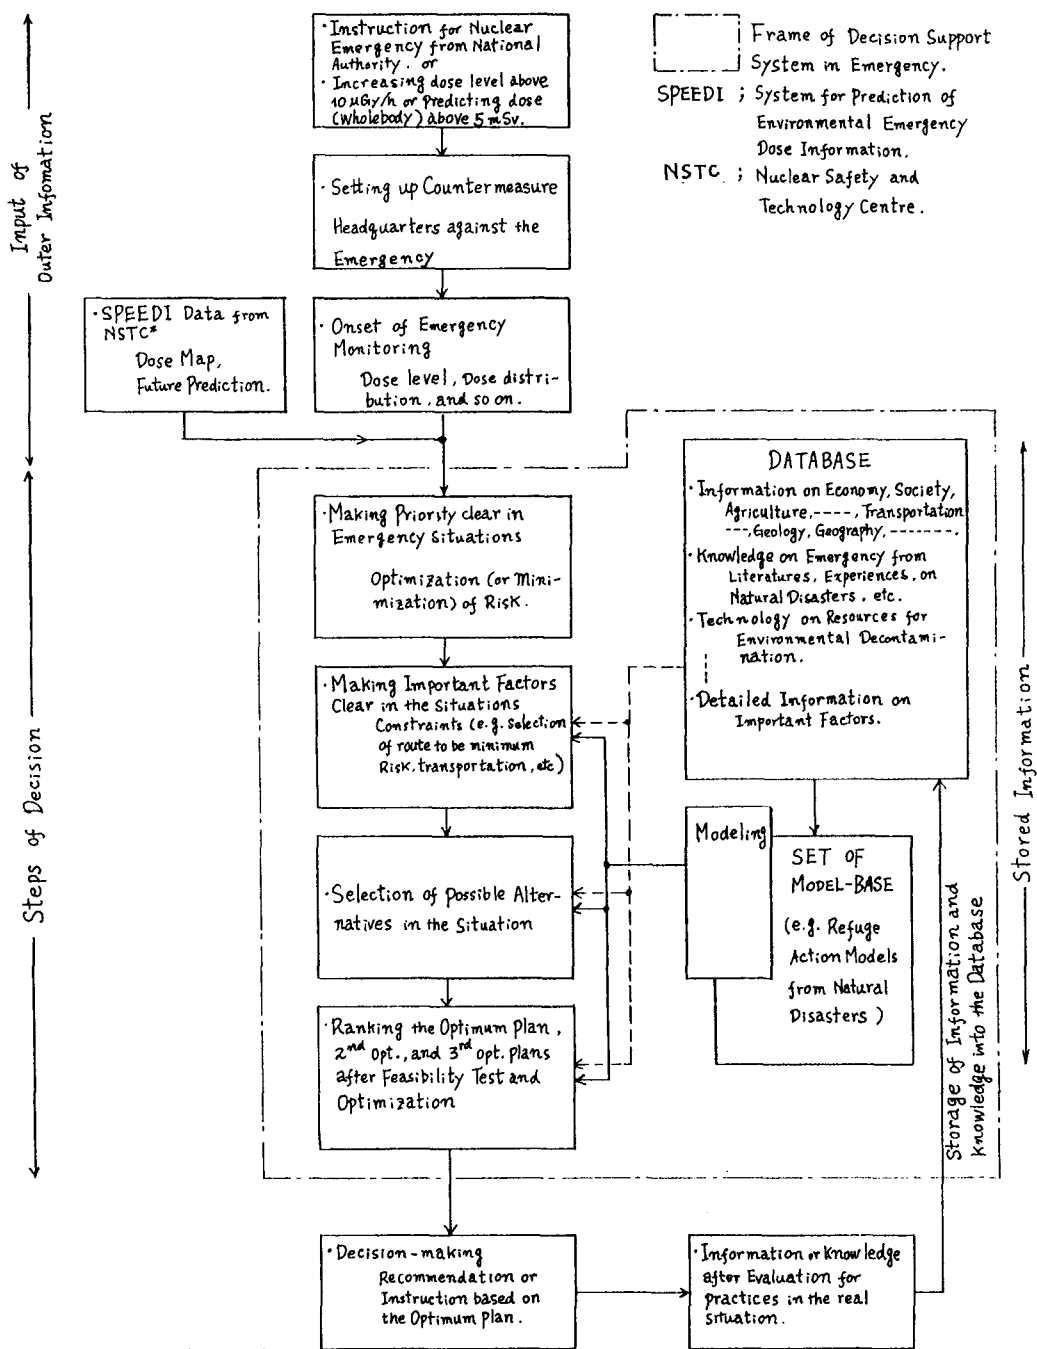 · Instruction for Nuclear
Emergency from National
Authority. or
· Increasing dose level above
10 μGy/h or Predicting dose
(Wholebody) above 5 mSv.
Frame of Decision Support
System in Emergency.
SPEEDI ; System for Prediction of
Environmental Emergency
Dose Information.
NSTC. ; Nuclear Safety and
Technology Centre.
Input of
Outer Infomation
· Setting up Countermeasure
Headquarters against the
Emergency
· SPEEDI Data from
NSTC*
Dose Map,
Future Prediction.
· Onset of Emergency
Monitoring
Dose level, Dose distri-
bution, and so on.
Steps of Decision
· Making Priority clear in
Emergency Situations
Optimization (or Mini-
mization) of Risk.
· Making Important Factors
Clear in the Situations
Constraints (e.g. selection
of route to be minimum
Risk, transportation, etc)
· Selection of Possible Alter-
natives in the Situation
· Ranking the Optimum Plan,
2nd Opt., and 3rd opt. Plans
after Feasibility Test and
Optimization
DATABASE
· Information on Economy, Society,
Agriculture, ----, Transportation
---, Geology, Geography, -------.
· Knowledge on Emergency from
Literatures, Experiences, on
Natural Disasters, etc.
· Technology on Resources for
Environmental Decontami-
nation.
· Detailed Information on
Important Factors.
Modeling
SET OF
MODEL-BASE
(e.g. Refuge
Action Models
from Natural
Disasters)
Storage of Information and
Knowledge into the Database
Stored Information
· Decision-making
Recommendation or
Instruction based on
the Optimum Plan.
· Information or Knowledge
after Evaluation for
Practices in the real
situation.